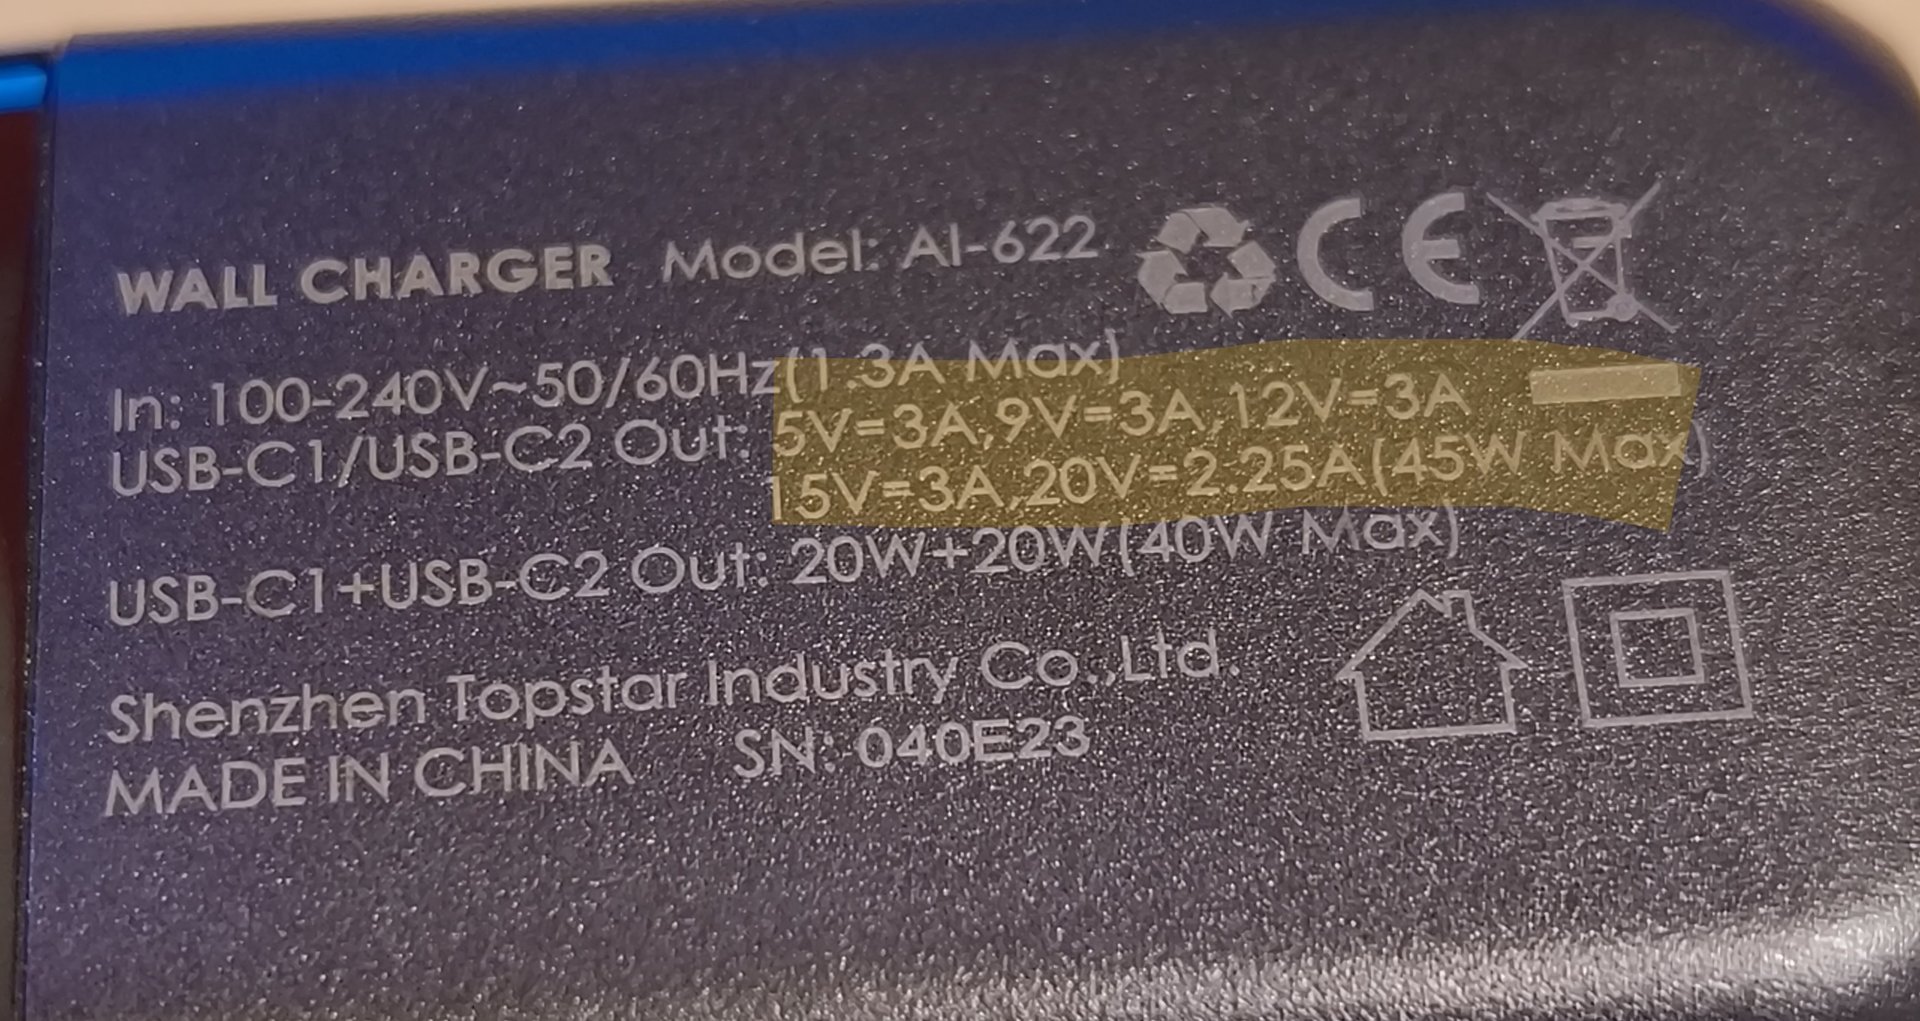 WALL CHARGER Model: AI-622 CE
In: 100-240V~50/60Hz(1.3A Max)
USB-C1/USB-C2 Out: 5V=3A,9V=3A,12V=3A
15V=3A,20V=2.25A(45W Max)
USB-C1+USB-C2 Out: 20W+20W(40W Max)
Shenzhen Topstar Industry Co.,Ltd.
MADE IN CHINA SN: 040E23